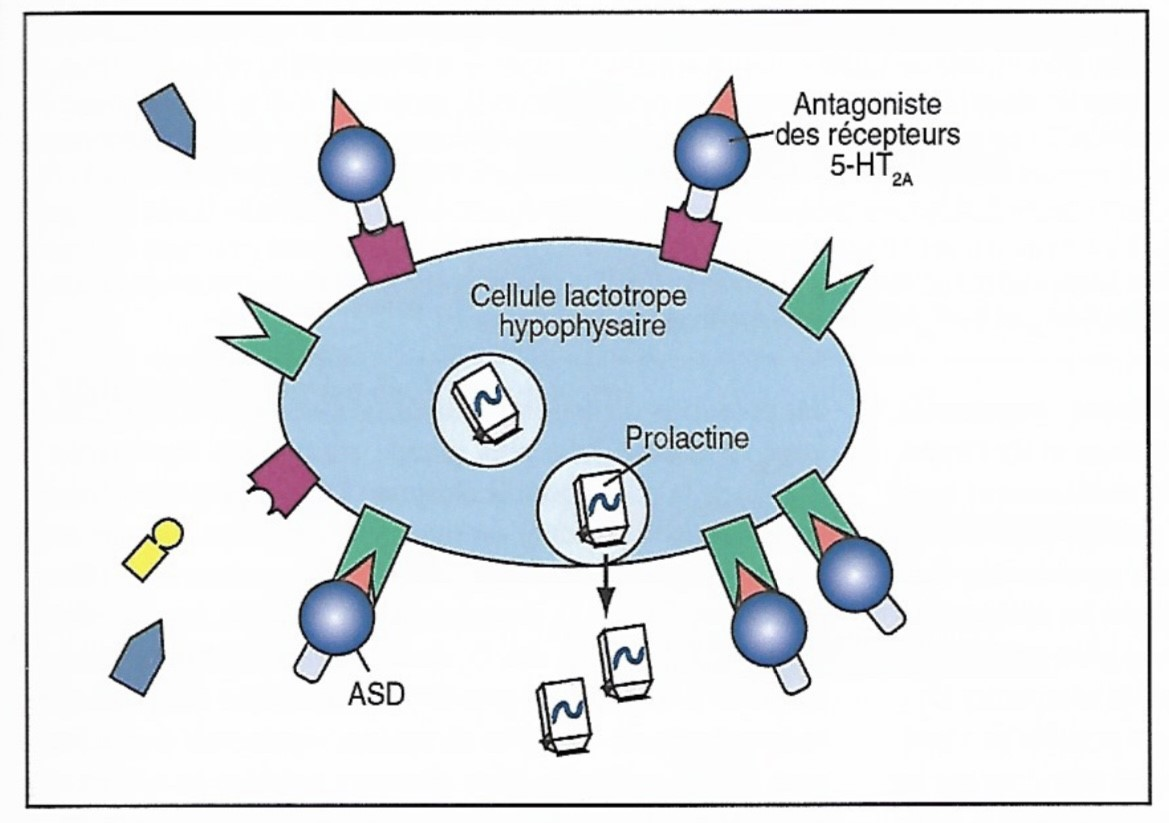 Antagoniste
des récepteurs
5-HT2A
Cellule lactotrope
hypophysaire
Prolactine
ASD